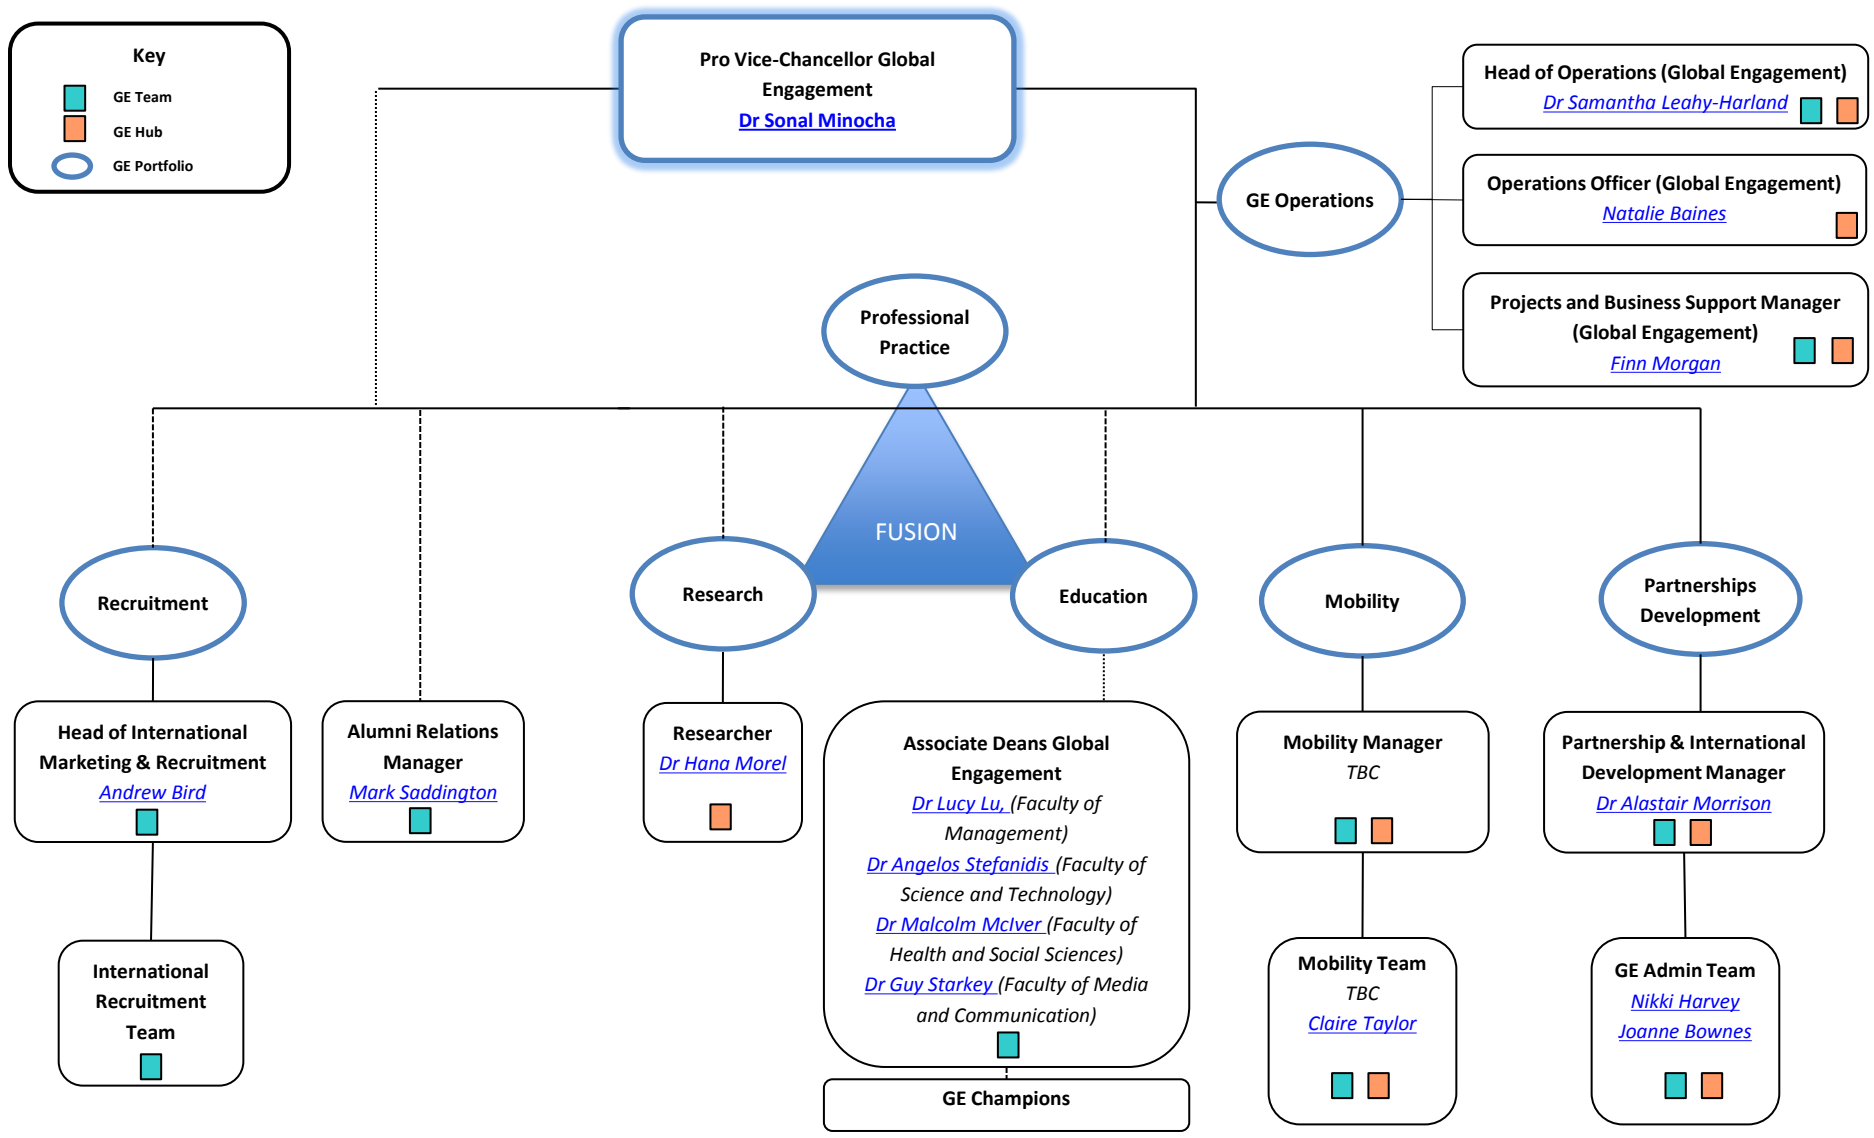 Key
GE Team
GE Hub
GE Portfolio
Pro Vice-Chancellor Global
Engagement
Dr Sonal Minocha
Head of Operations (Global Engagement)
Dr Samantha Leahy-Harland
GE Operations
Operations Officer (Global Engagement)
Natalie Baines
Projects and Business Support Manager
(Global Engagement)
Finn Morgan
Professional
Practice
FUSION
Recruitment
Research
Education
Mobility
Partnerships
Development
Head of International
Marketing & Recruitment
Andrew Bird
Alumni Relations
Manager
Mark Saddington
Researcher
Dr Hana Morel
Associate Deans Global
Engagement
Dr Lucy Lu, (Faculty of
Management)
Dr Angelos Stefanidis (Faculty of
Science and Technology)
Dr Malcolm McIver (Faculty of
Health and Social Sciences)
Dr Guy Starkey (Faculty of Media
and Communication)
Mobility Manager
TBC
Partnership & International
Development Manager
Dr Alastair Morrison
International
Recruitment
Team
GE Champions
Mobility Team
TBC
Claire Taylor
GE Admin Team
Nikki Harvey
Joanne Bownes